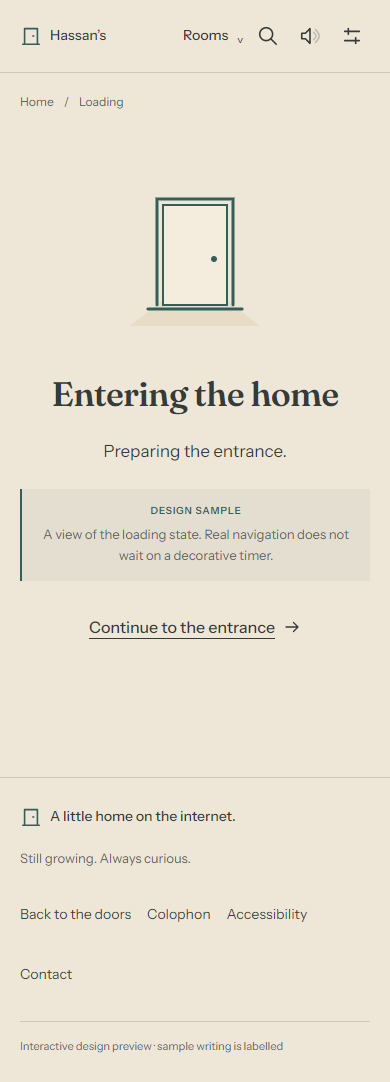 Hassan's
Rooms v
Home / Loading
Entering the home
Preparing the entrance.
DESIGN SAMPLE
A view of the loading state. Real navigation does not
wait on a decorative timer.
Continue to the entrance →
A little home on the internet.
Still growing. Always curious.
Back to the doors Colophon Accessibility
Contact
Interactive design preview · sample writing is labelled